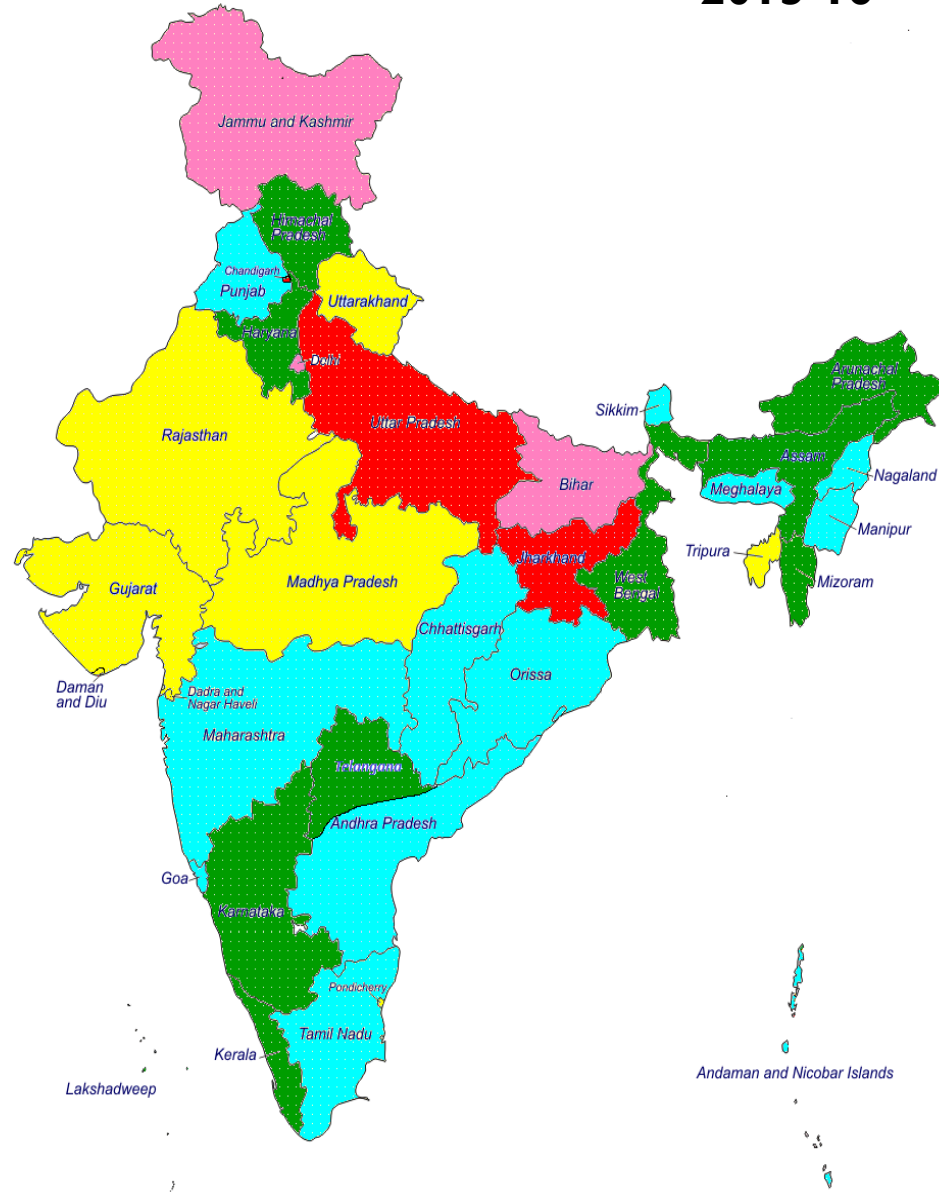 Jammu and Kashmir
Himachal
Pradesh
Chandigarh
Punjab
Uttarakhand
Haryana
Delhi
Arunachal
Pradesh
Sikkim
Uttar Pradesh
Rajasthan
Assam
Nagaland
Bihar
Meghalaya
Manipur
Tripura
Jharkhand
Mizoram
Gujarat
Madhya Pradesh
West
Bengal
Chhattisgarh
Orissa
Daman
and Diu
Dadra and
Nagar Haveli
Maharashtra
Telangana
Andhra Pradesh
Goa
Karnataka
Pondicherry
Tamil Nadu
Kerala
Lakshadweep
Andaman and Nicobar Islands